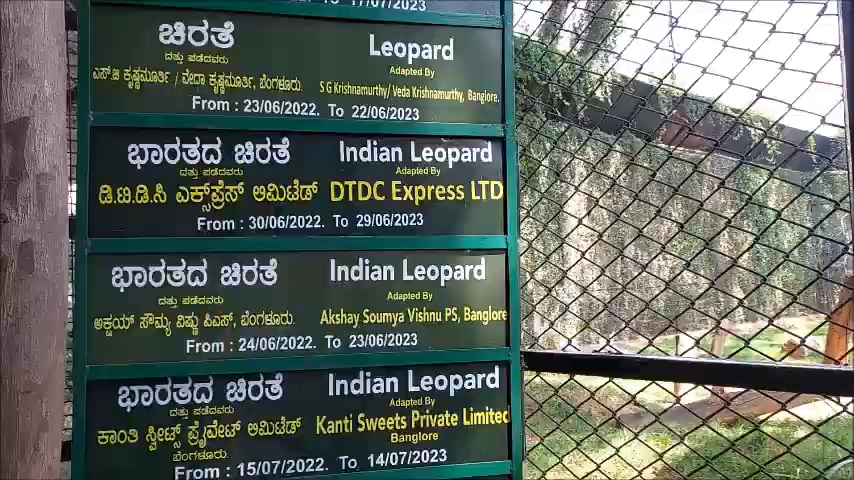 To 17/07/2023
ಚಿರತೆ Leopard
ದತ್ತು ಪಡೆದವರು Adapted By
ಎಸ್.ಜಿ ಕೃಷ್ಣಮೂರ್ತಿ / ವೇದಾ ಕೃಷ್ಣಮೂರ್ತಿ, ಬೆಂಗಳೂರು. S G Krishnamurthy/ Veda Krishnamurthy, Banglore.
From : 23/06/2022. To 22/06/2023
ಭಾರತದ ಚಿರತೆ Indian Leopard
ದತ್ತು ಪಡೆದವರು Adapted By
ಡಿ.ಟಿ.ಡಿ.ಸಿ ಎಕ್ಸ್‌ಪ್ರೆಸ್ ಲಿಮಿಟೆಡ್ DTDC Express LTD
From : 30/06/2022. To 29/06/2023
ಭಾರತದ ಚಿರತೆ Indian Leopard
ದತ್ತು ಪಡೆದವರು Adapted By
ಅಕ್ಷಯ್ ಸೌಮ್ಯ ವಿಷ್ಣು ಪಿಎಸ್, ಬೆಂಗಳೂರು. Akshay Soumya Vishnu PS, Banglore
From : 24/06/2022. To 23/06/2023
ಭಾರತದ ಚಿರತೆ Indian Leopard
ದತ್ತು ಪಡೆದವರು Adapted By
ಕಾಂತಿ ಸ್ವೀಟ್ಸ್ ಪ್ರೈವೇಟ್ ಲಿಮಿಟೆಡ್ Kanti Sweets Private Limited
ಬೆಂಗಳೂರು. Banglore
From : 15/07/2022. To 14/07/2023